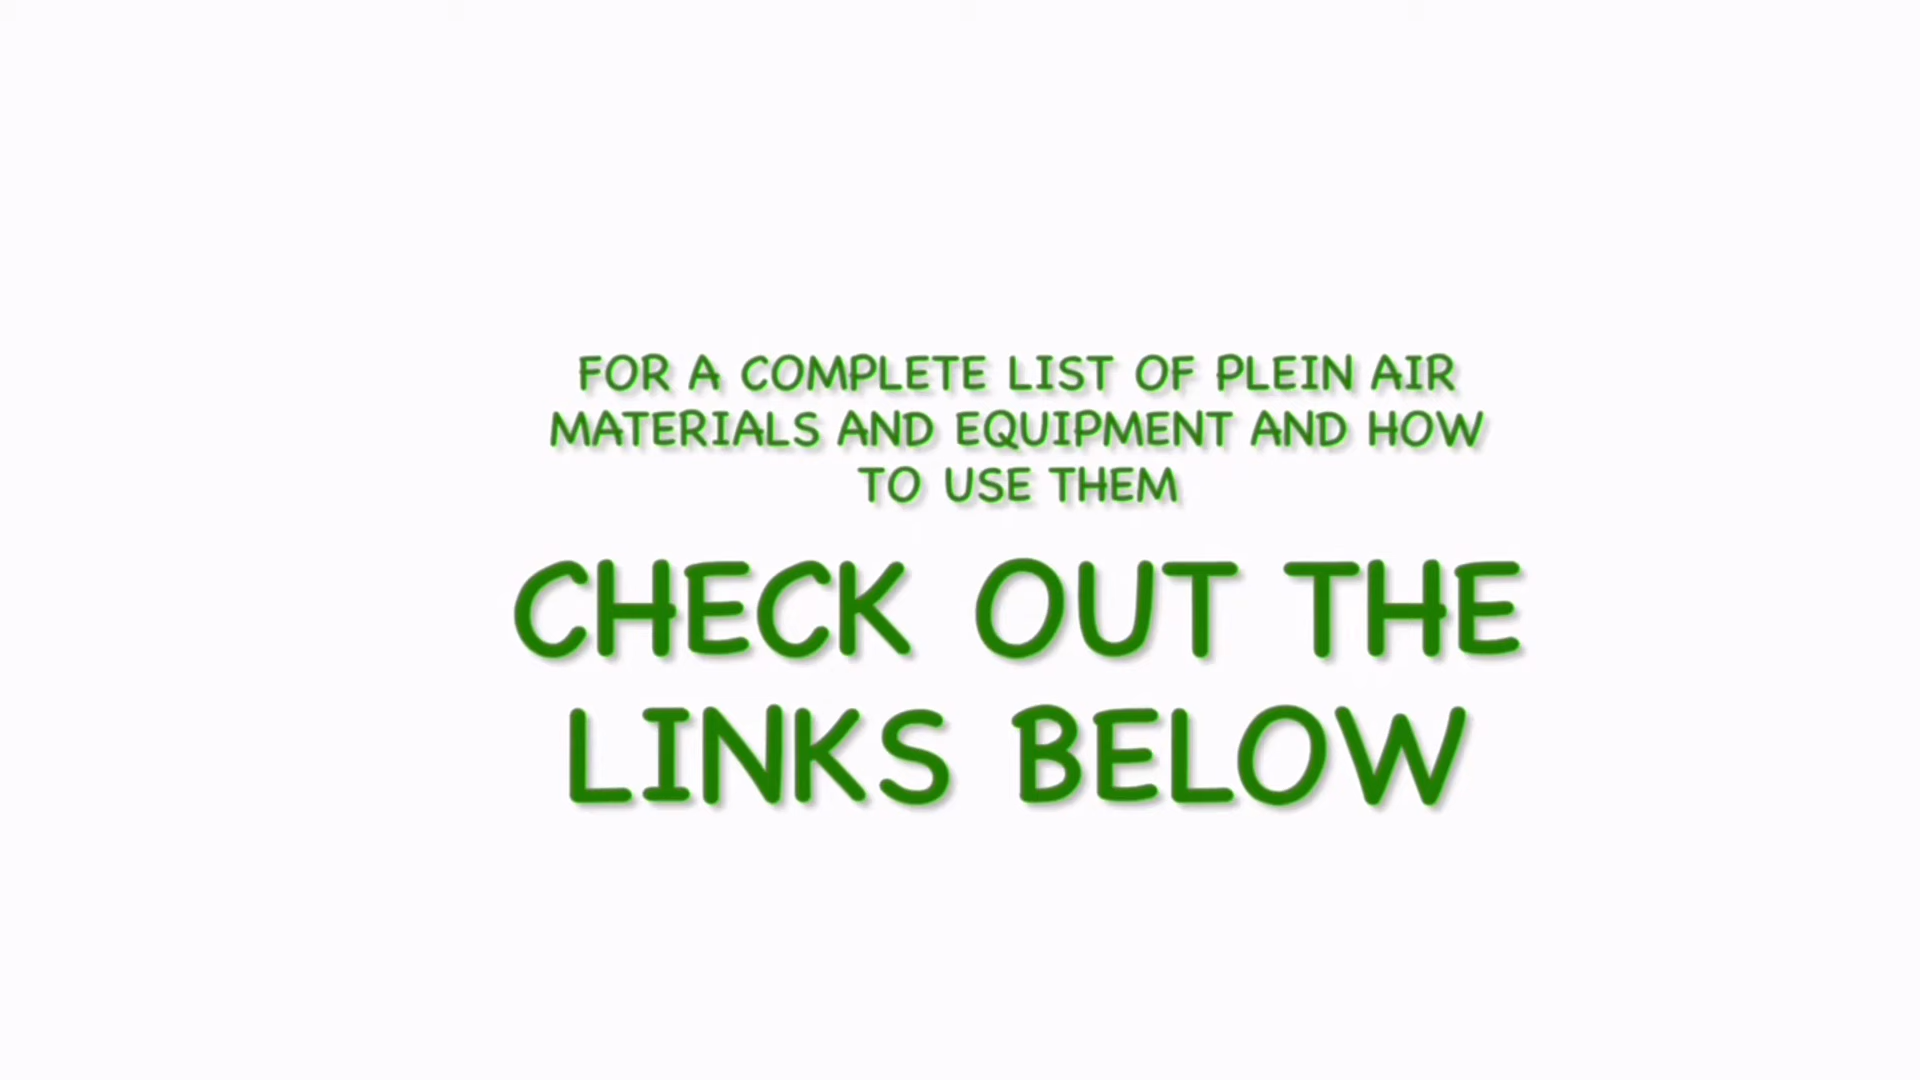 FOR A COMPLETE LIST OF PLEIN AIR
MATERIALS AND EQUIPMENT AND HOW
TO USE THEM
CHECK OUT THE
LINKS BELOW